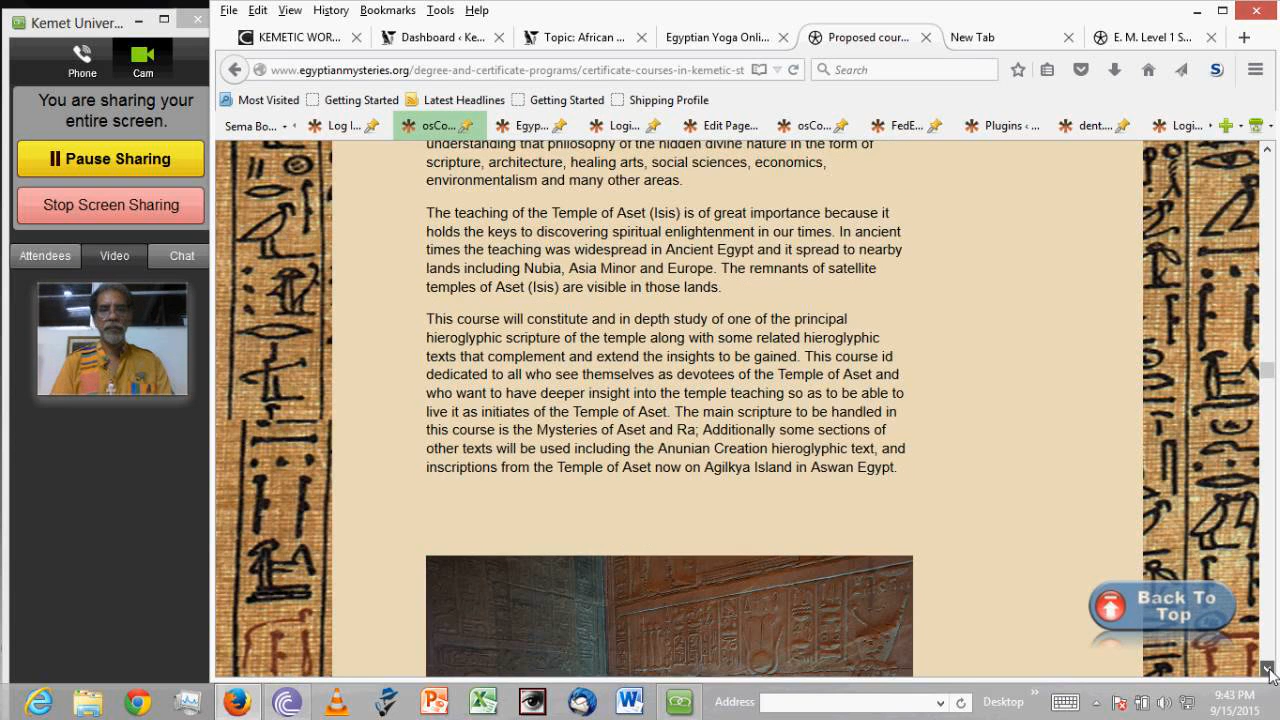 Kemet Univer...
Phone
Cam
You are sharing your
entire screen.
Pause Sharing
Stop Screen Sharing
Attendees
Video
Chat
File Edit View History Bookmarks Tools Help
KEMETIC WOR...
Dashboard ‹ Ke...
Topic: African ...
Egyptian Yoga Onli...
Proposed cour...
New Tab
E. M. Level 1 S...
www.egyptianmysteries.org/degree-and-certificate-programs/certificate-courses-in-kemetic-st
Search
Most Visited
Getting Started
Latest Headlines
Getting Started
Shipping Profile
Sema Bo...
Log I...
osCo...
Egyp...
Logi...
Edit Page...
osCo...
FedE...
Plugins ‹ ...
dent....
Logi...
understanding that philosophy of the hidden divine nature in the form of
scripture, architecture, healing arts, social sciences, economics,
environmentalism and many other areas.
The teaching of the Temple of Aset (Isis) is of great importance because it
holds the keys to discovering spiritual enlightenment in our times. In ancient
times the teaching was widespread in Ancient Egypt and it spread to nearby
lands including Nubia, Asia Minor and Europe. The remnants of satellite
temples of Aset (Isis) are visible in those lands.
This course will constitute and in depth study of one of the principal
hieroglyphic scripture of the temple along with some related hieroglyphic
texts that complement and extend the insights to be gained. This course id
dedicated to all who see themselves as devotees of the Temple of Aset and
who want to have deeper insight into the temple teaching so as to be able to
live it as initiates of the Temple of Aset. The main scripture to be handled in
this course is the Mysteries of Aset and Ra; Additionally some sections of
other texts will be used including the Anunian Creation hieroglyphic text, and
inscriptions from the Temple of Aset now on Agilkya Island in Aswan Egypt.
Back To
Top
Address
Desktop
9:43 PM
9/15/2015